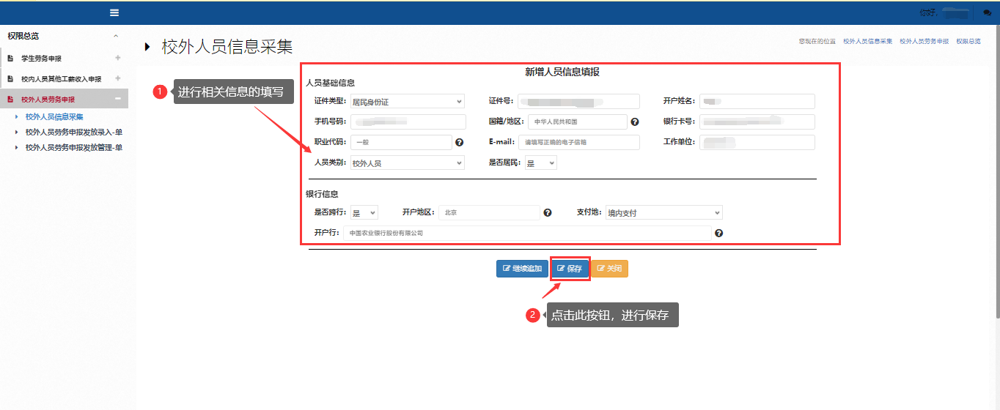 你好,
权限总览
学生劳务申报
校内人员其他工薪收入申报
校外人员劳务申报
校外人员信息采集
校外人员劳务申报发放录入-单
校外人员劳务申报发放管理-单
校外人员信息采集
您现在的位置 校外人员信息采集 校外人员劳务申报 权限总览
1 进行相关信息的填写
新增人员信息填报
人员基础信息
证件类型: 居民身份证 证件号: 开户姓名:
手机号码: 国籍/地区: 中华人民共和国 银行卡号:
职业代码: 一般 E-mail: 请填写正确的电子信箱 工作单位:
人员类别: 校外人员 是否居民: 是
银行信息
是否跨行: 是 开户地区: 北京 支付地: 境内支付
开户行: 中国农业银行股份有限公司
继续追加 保存 关闭
2 点击此按钮，进行保存